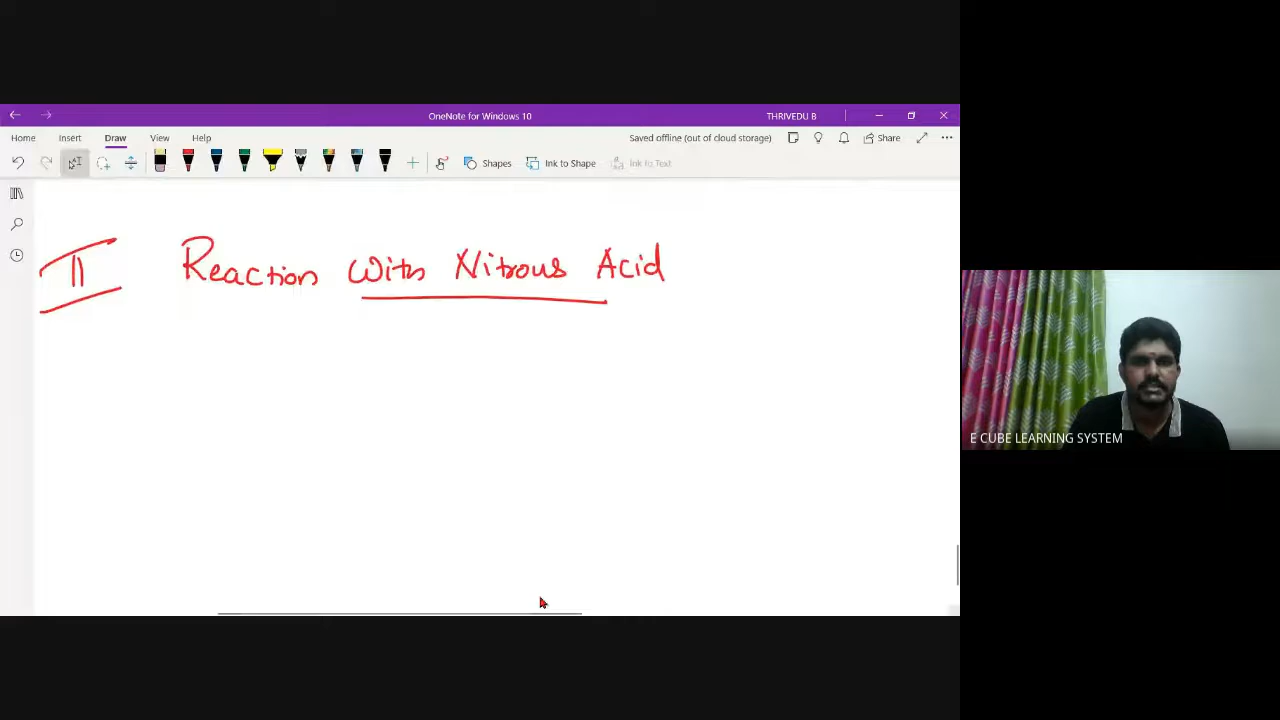 OneNote for Windows 10
THRIVEDU B
Home Insert Draw View Help
Saved offline (out of cloud storage)
Share
Shapes
Ink to Shape
Ink to Text
II Reaction With Nitrous Acid
E CUBE LEARNING SYSTEM